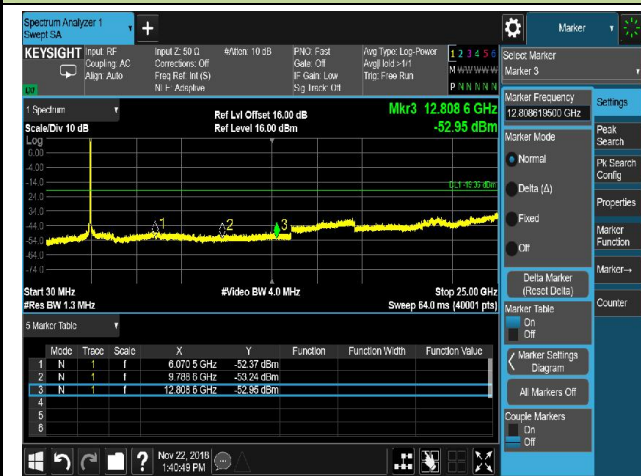 Spectrum Analyzer 1
Swept SA
+
KEYSIGHT
Input: RF
Coupling: AC
Align: Auto
Input Z: 50 Ω
Corrections: Off
Freq Ref: Int (S)
NFE: Adaptive
#Atten: 10 dB
PNO: Fast
Gate: Off
IF Gain: Low
Sig Track: Off
Avg Type: Log-Power
Avg|Hold >1/1
Trig: Free Run
1 2 3 4 5 6
M W W W W W
P N N N N N
1 Spectrum
Scale/Div 10 dB
Ref Lvl Offset 16.00 dB
Ref Level 16.00 dBm
Mkr3 12.808 6 GHz
-52.95 dBm
Log
6.00
-4.00
-14.0
-24.0
-34.0
-44.0
-54.0
-64.0
-74.0
1
2
3
Start 30 MHz
#Video BW 4.0 MHz
Stop 25.00 GHz
#Res BW 1.3 MHz
Sweep 64.0 ms (40001 pts)
5 Marker Table
Mode Trace Scale X Y Function Function Width Function Value
1 N 1 f 6.070 5 GHz -52.37 dBm
2 N 1 f 9.788 6 GHz -53.24 dBm
3 N 1 f 12.808 6 GHz -52.95 dBm
4
5
6
?
Nov 22, 2018
1:40:49 PM
Marker
Select Marker
Marker 3
Marker Frequency
12.808619500 GHz
Marker Mode
Normal
Delta (Δ)
Fixed
Off
Delta Marker
(Reset Delta)
Marker Table
On
Off
Marker Settings
Diagram
All Markers Off
Couple Markers
On
Off
Settings
Peak
Search
Pk Search
Config
Properties
Marker
Function
Marker→
Counter